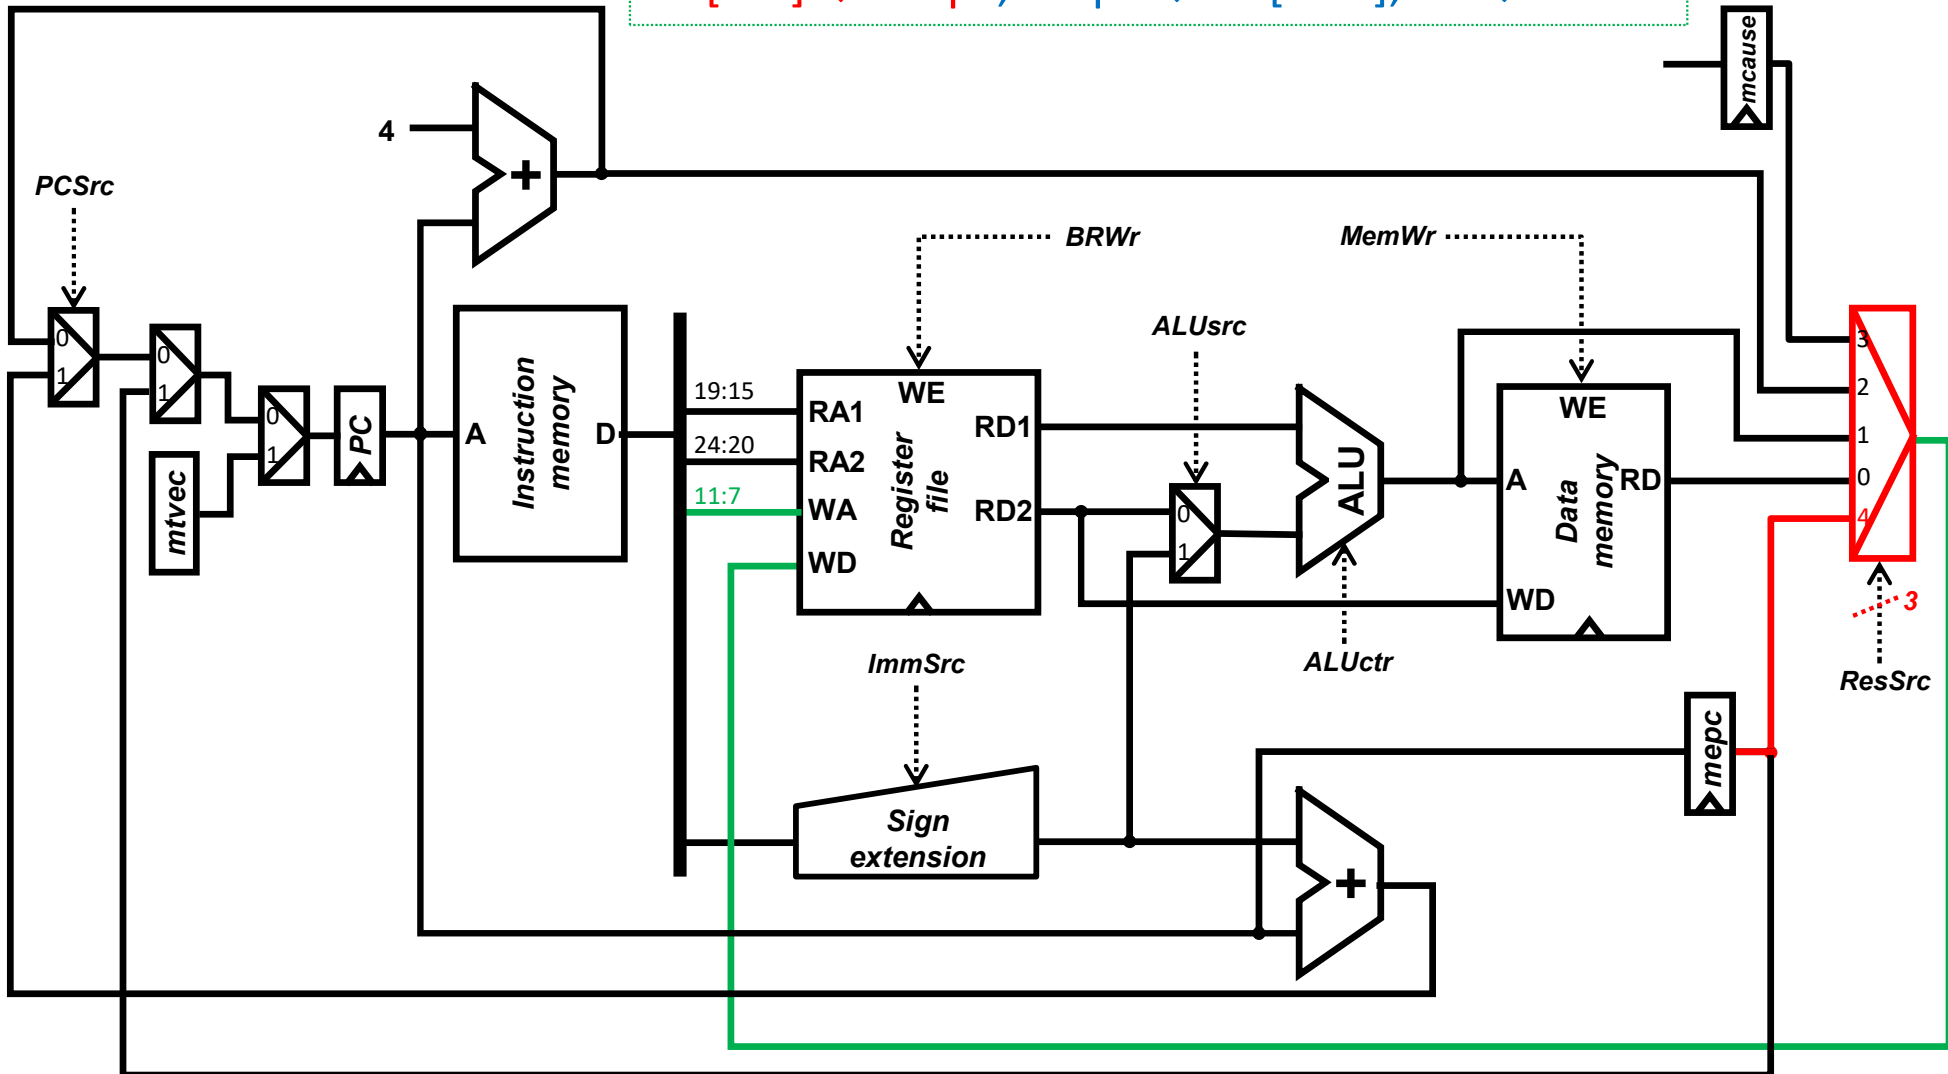 mcause
4
+
PCSrc
BRWr
MemWr
ALUsrc
0
1
0
1
0
1
mtvec
PC
A
Instruction memory
D
19:15
24:20
11:7
WE
RA1
RA2
WA
WD
Register file
RD1
RD2
0
1
ALU
ALUctr
WE
A
Data memory
RD
WD
3
2
1
0
4
3
ResSrc
ImmSrc
Sign
extension
+
mepc